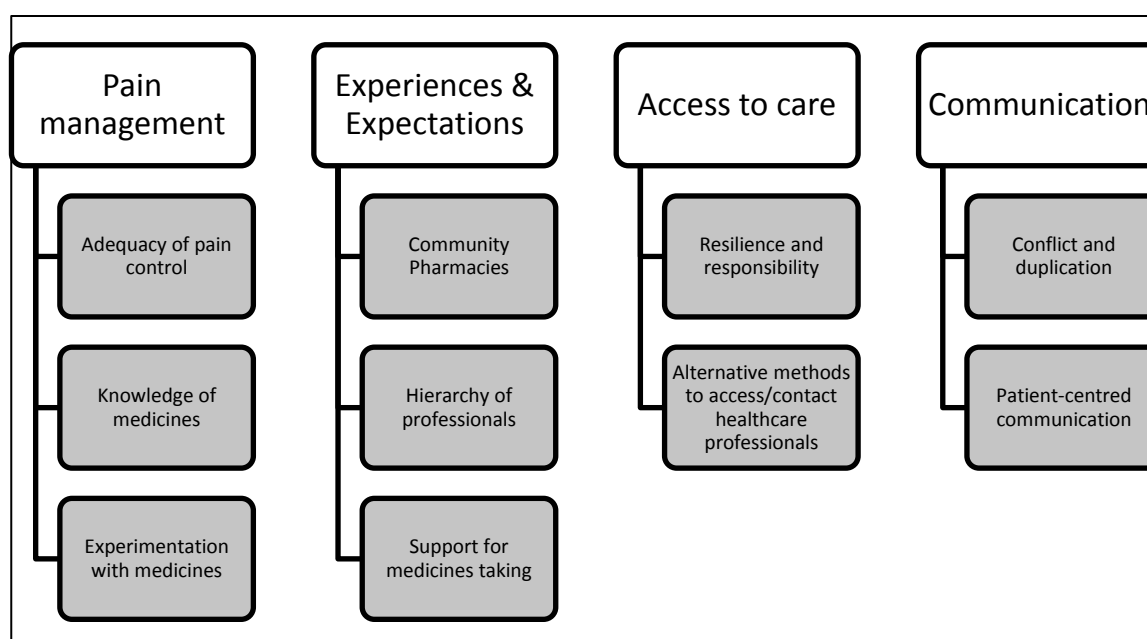 Pain
management
Adequacy of pain
control
Knowledge of
medicines
Experimentation
with medicines
Experiences &
Expectations
Community
Pharmacies
Hierarchy of
professionals
Support for
medicines taking
Access to care
Resilience and
responsibility
Alternative methods
to access/contact
healthcare
professionals
Communication
Conflict and
duplication
Patient-centred
communication